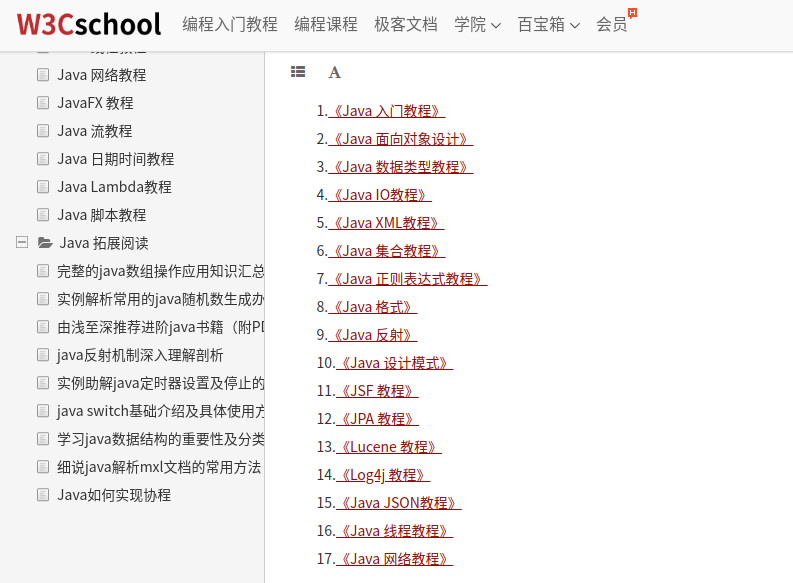 W3Cschool 编程入门教程 编程课程 极客文档 学院 百宝箱 会员 H
Java 网络教程
JavaFX 教程
Java 流教程
Java 日期时间教程
Java Lambda教程
Java 脚本教程
Java 拓展阅读
完整的java数组操作应用知识汇总
实例解析常用的java随机数生成办
由浅至深推荐进阶java书籍（附PD
java反射机制深入理解剖析
实例助解java定时器设置及停止的
java switch基础介绍及具体使用方
学习java数据结构的重要性及分类
细说java解析mxl文档的常用方法
Java如何实现协程
A
1.《Java 入门教程》
2.《Java 面向对象设计》
3.《Java 数据类型教程》
4.《Java IO教程》
5.《Java XML教程》
6.《Java 集合教程》
7.《Java 正则表达式教程》
8.《Java 格式》
9.《Java 反射》
10.《Java 设计模式》
11.《JSF 教程》
12.《JPA 教程》
13.《Lucene 教程》
14.《Log4j 教程》
15.《Java JSON教程》
16.《Java 线程教程》
17.《Java 网络教程》